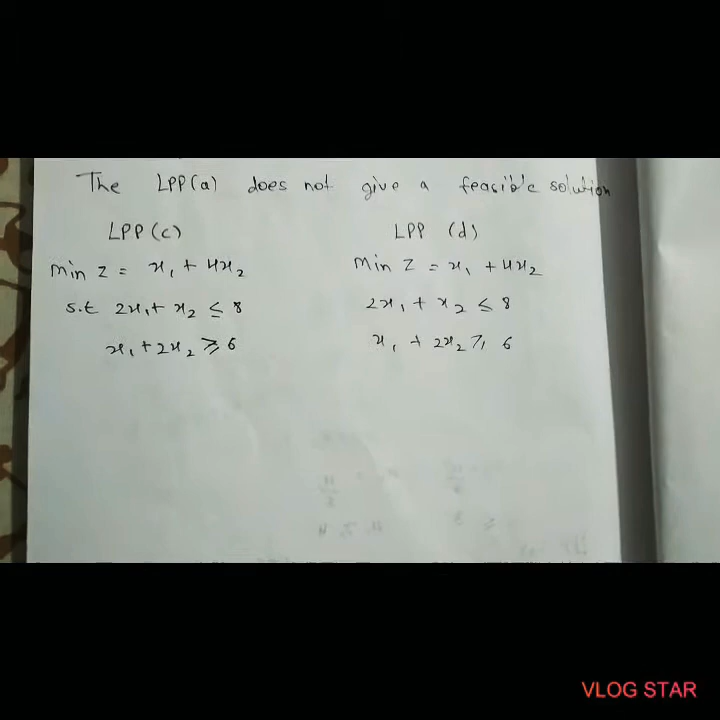 The LPP(a) does not give a feasible solution
LPP (c)
min z = x₁ + 4x₂
s.t 2x₁ + x₂ ≤ 8
x₁ + 2x₂ ≥ 6
LPP (d)
min Z = x₁ + 4x₂
2x₁ + x₂ ≤ 8
x₁ + 2x₂ ≥ 6
VLOG STAR